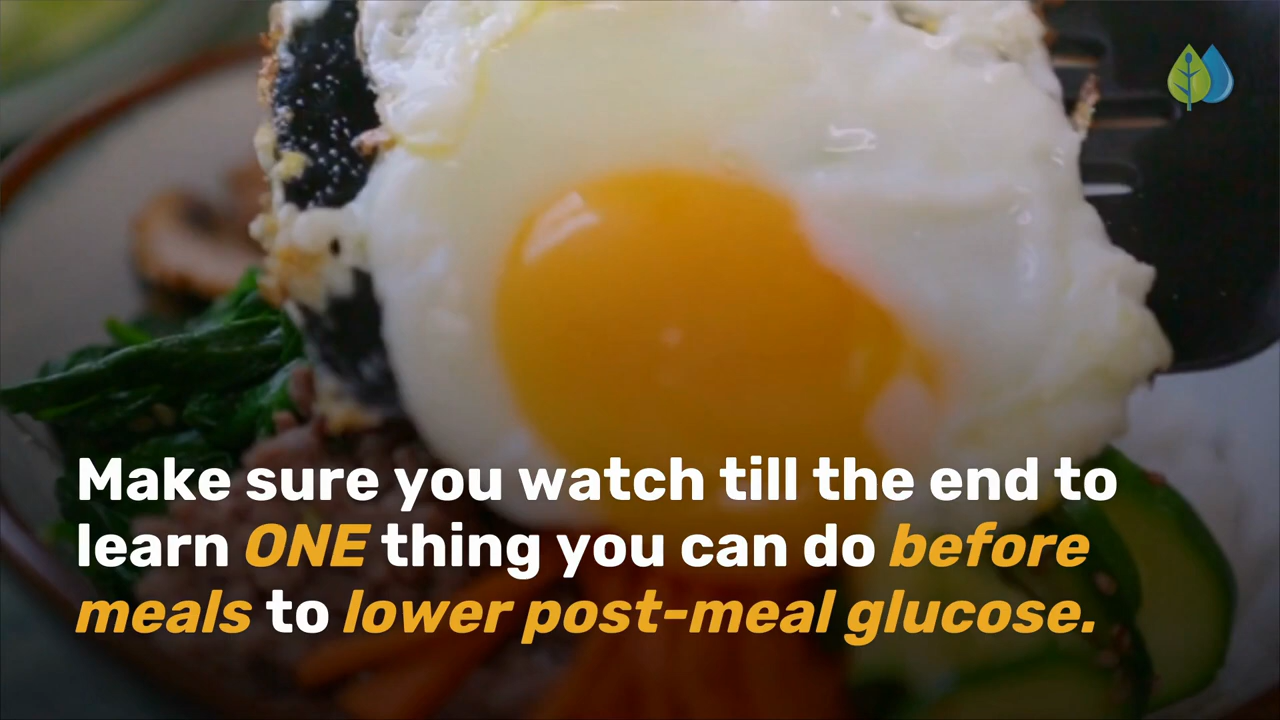 Make sure you watch till the end to
learn ONE thing you can do before
meals to lower post-meal glucose.